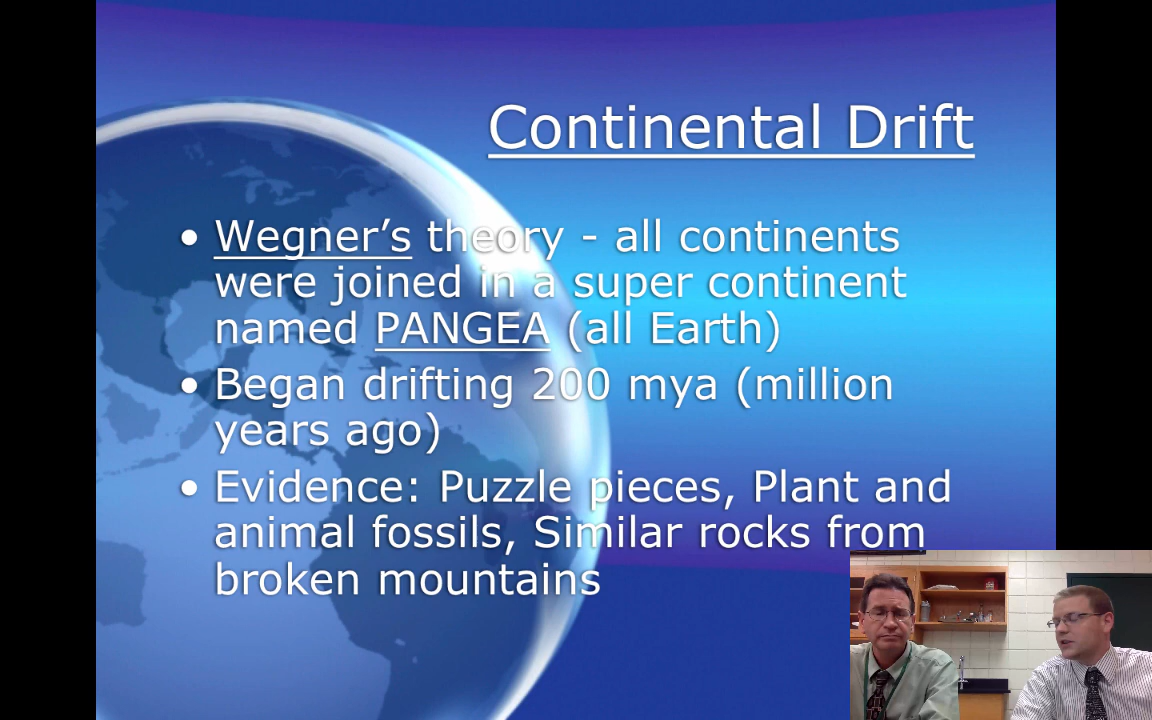 Continental Drift
• Wegner’s theory - all continents
were joined in a super continent
named PANGEA (all Earth)
• Began drifting 200 mya (million
years ago)
• Evidence: Puzzle pieces, Plant and
animal fossils, Similar rocks from
broken mountains